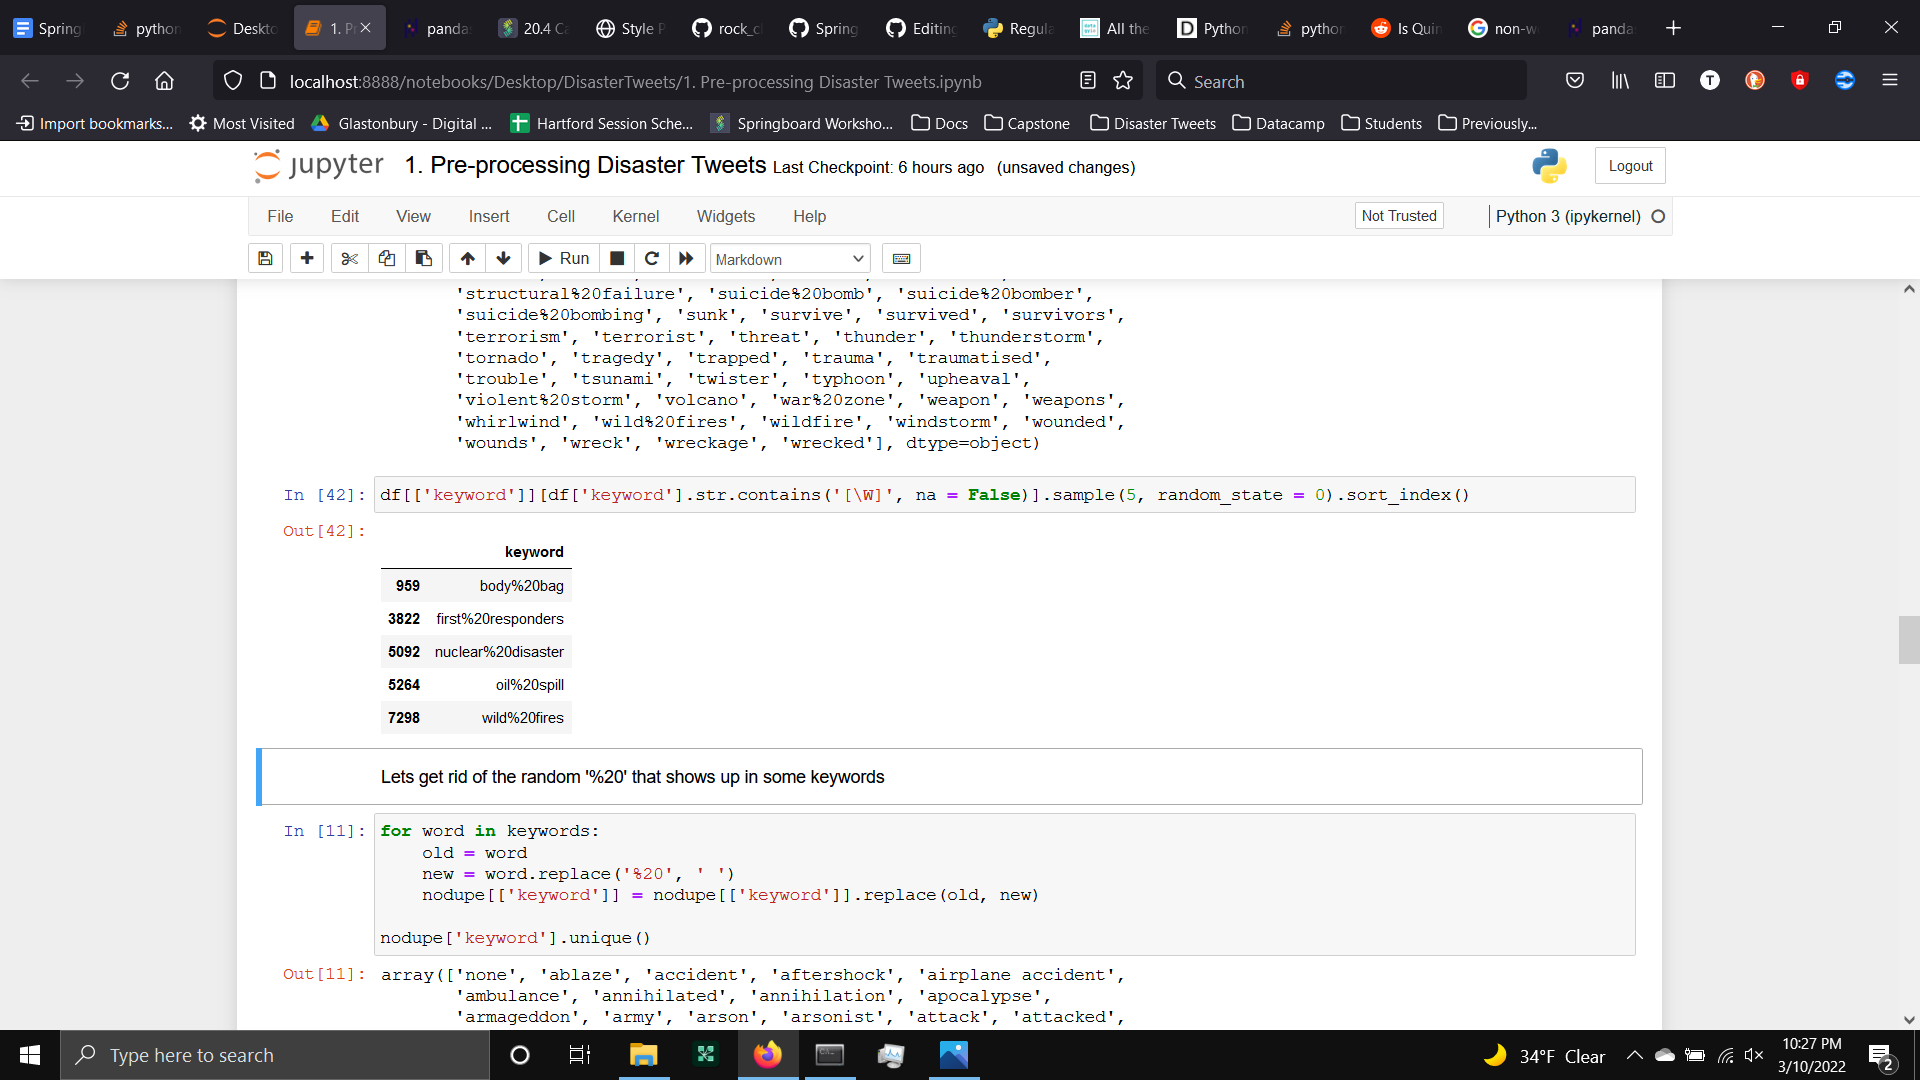 Spring
python
Deskto
1. P
panda
20.4 Ca
Style P
rock_cl
Spring
Editing
Regula
All the
Python
python
Is Quin
non-w
panda
localhost:8888/notebooks/Desktop/DisasterTweets/1. Pre-processing Disaster Tweets.ipynb
Search
Import bookmarks...
Most Visited
Glastonbury - Digital ...
Hartford Session Sche...
Springboard Worksho...
Docs
Capstone
Disaster Tweets
Datacamp
Students
Previously...
jupyter 1. Pre-processing Disaster Tweets Last Checkpoint: 6 hours ago (unsaved changes)
Logout
File Edit View Insert Cell Kernel Widgets Help
Not Trusted
Python 3 (ipykernel)
Run
Markdown
'structural%20failure', 'suicide%20bomb', 'suicide%20bomber',
'suicide%20bombing', 'sunk', 'survive', 'survived', 'survivors',
'terrorism', 'terrorist', 'threat', 'thunder', 'thunderstorm',
'tornado', 'tragedy', 'trapped', 'trauma', 'traumatised',
'trouble', 'tsunami', 'twister', 'typhoon', 'upheaval',
'violent%20storm', 'volcano', 'war%20zone', 'weapon', 'weapons',
'whirlwind', 'wild%20fires', 'wildfire', 'windstorm', 'wounded',
'wounds', 'wreck', 'wreckage', 'wrecked'], dtype=object)
In [42]: df[['keyword']][df['keyword'].str.contains('[\W]', na = False)].sample(5, random_state = 0).sort_index()
Out[42]:
keyword
959 body%20bag
3822 first%20responders
5092 nuclear%20disaster
5264 oil%20spill
7298 wild%20fires
Lets get rid of the random '%20' that shows up in some keywords
In [11]: for word in keywords:
old = word
new = word.replace('%20', ' ')
nodupe[['keyword']] = nodupe[['keyword']].replace(old, new)
nodupe['keyword'].unique()
Out[11]: array(['none', 'ablaze', 'accident', 'aftershock', 'airplane accident',
'ambulance', 'annihilated', 'annihilation', 'apocalypse',
'armageddon', 'army', 'arson', 'arsonist', 'attack', 'attacked',
Type here to search
34°F Clear
10:27 PM
3/10/2022
2